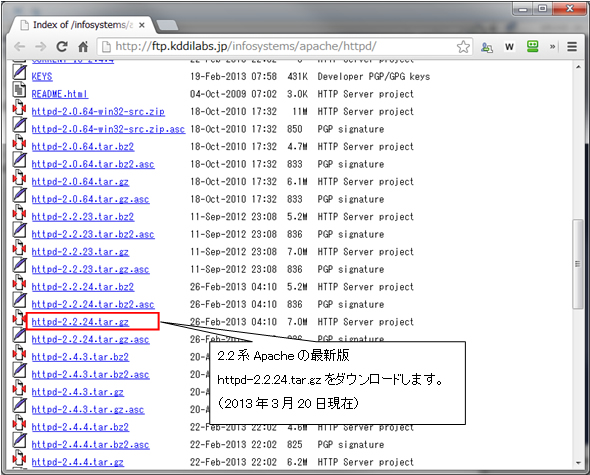 Index of /infosystems/a
http://ftp.kddilabs.jp/infosystems/apache/httpd/
KEYS 19-Feb-2013 07:58 431K Developer PGP/GPG keys
README.html 04-Oct-2009 07:02 3.0K HTTP Server project
httpd-2.0.64-win32-src.zip 18-Oct-2010 17:32 11M HTTP Server project
httpd-2.0.64-win32-src.zip.asc 18-Oct-2010 17:32 850 PGP signature
httpd-2.0.64.tar.bz2 18-Oct-2010 17:32 4.7M HTTP Server project
httpd-2.0.64.tar.bz2.asc 18-Oct-2010 17:32 833 PGP signature
httpd-2.0.64.tar.gz 18-Oct-2010 17:32 6.1M HTTP Server project
httpd-2.0.64.tar.gz.asc 18-Oct-2010 17:32 833 PGP signature
httpd-2.2.23.tar.bz2 11-Sep-2012 23:08 5.2M HTTP Server project
httpd-2.2.23.tar.bz2.asc 11-Sep-2012 23:08 836 PGP signature
httpd-2.2.23.tar.gz 11-Sep-2012 23:08 7.0M HTTP Server project
httpd-2.2.23.tar.gz.asc 11-Sep-2012 23:08 836 PGP signature
httpd-2.2.24.tar.bz2 26-Feb-2013 04:10 5.2M HTTP Server project
httpd-2.2.24.tar.bz2.asc 26-Feb-2013 04:10 836 PGP signature
httpd-2.2.24.tar.gz 26-Feb-2013 04:10 7.0M HTTP Server project
httpd-2.2.24.tar.gz.asc 26-Feb-2013 04:10 836 PGP signature
httpd-2.4.3.tar.bz2 20-A
httpd-2.4.3.tar.bz2.asc 20-A
httpd-2.4.3.tar.gz 20-A
httpd-2.4.3.tar.gz.asc 20-A
2.2系Apacheの最新版
httpd-2.2.24.tar.gzをダウンロードします。
（2013年3月20日現在）
httpd-2.4.4.tar.bz2 22-Feb-2013 22:02 4.6M HTTP Server project
httpd-2.4.4.tar.bz2.asc 22-Feb-2013 22:02 825 PGP signature
httpd-2.4.4.tar.gz 22-Feb-2013 22:02 6.2M HTTP Server project